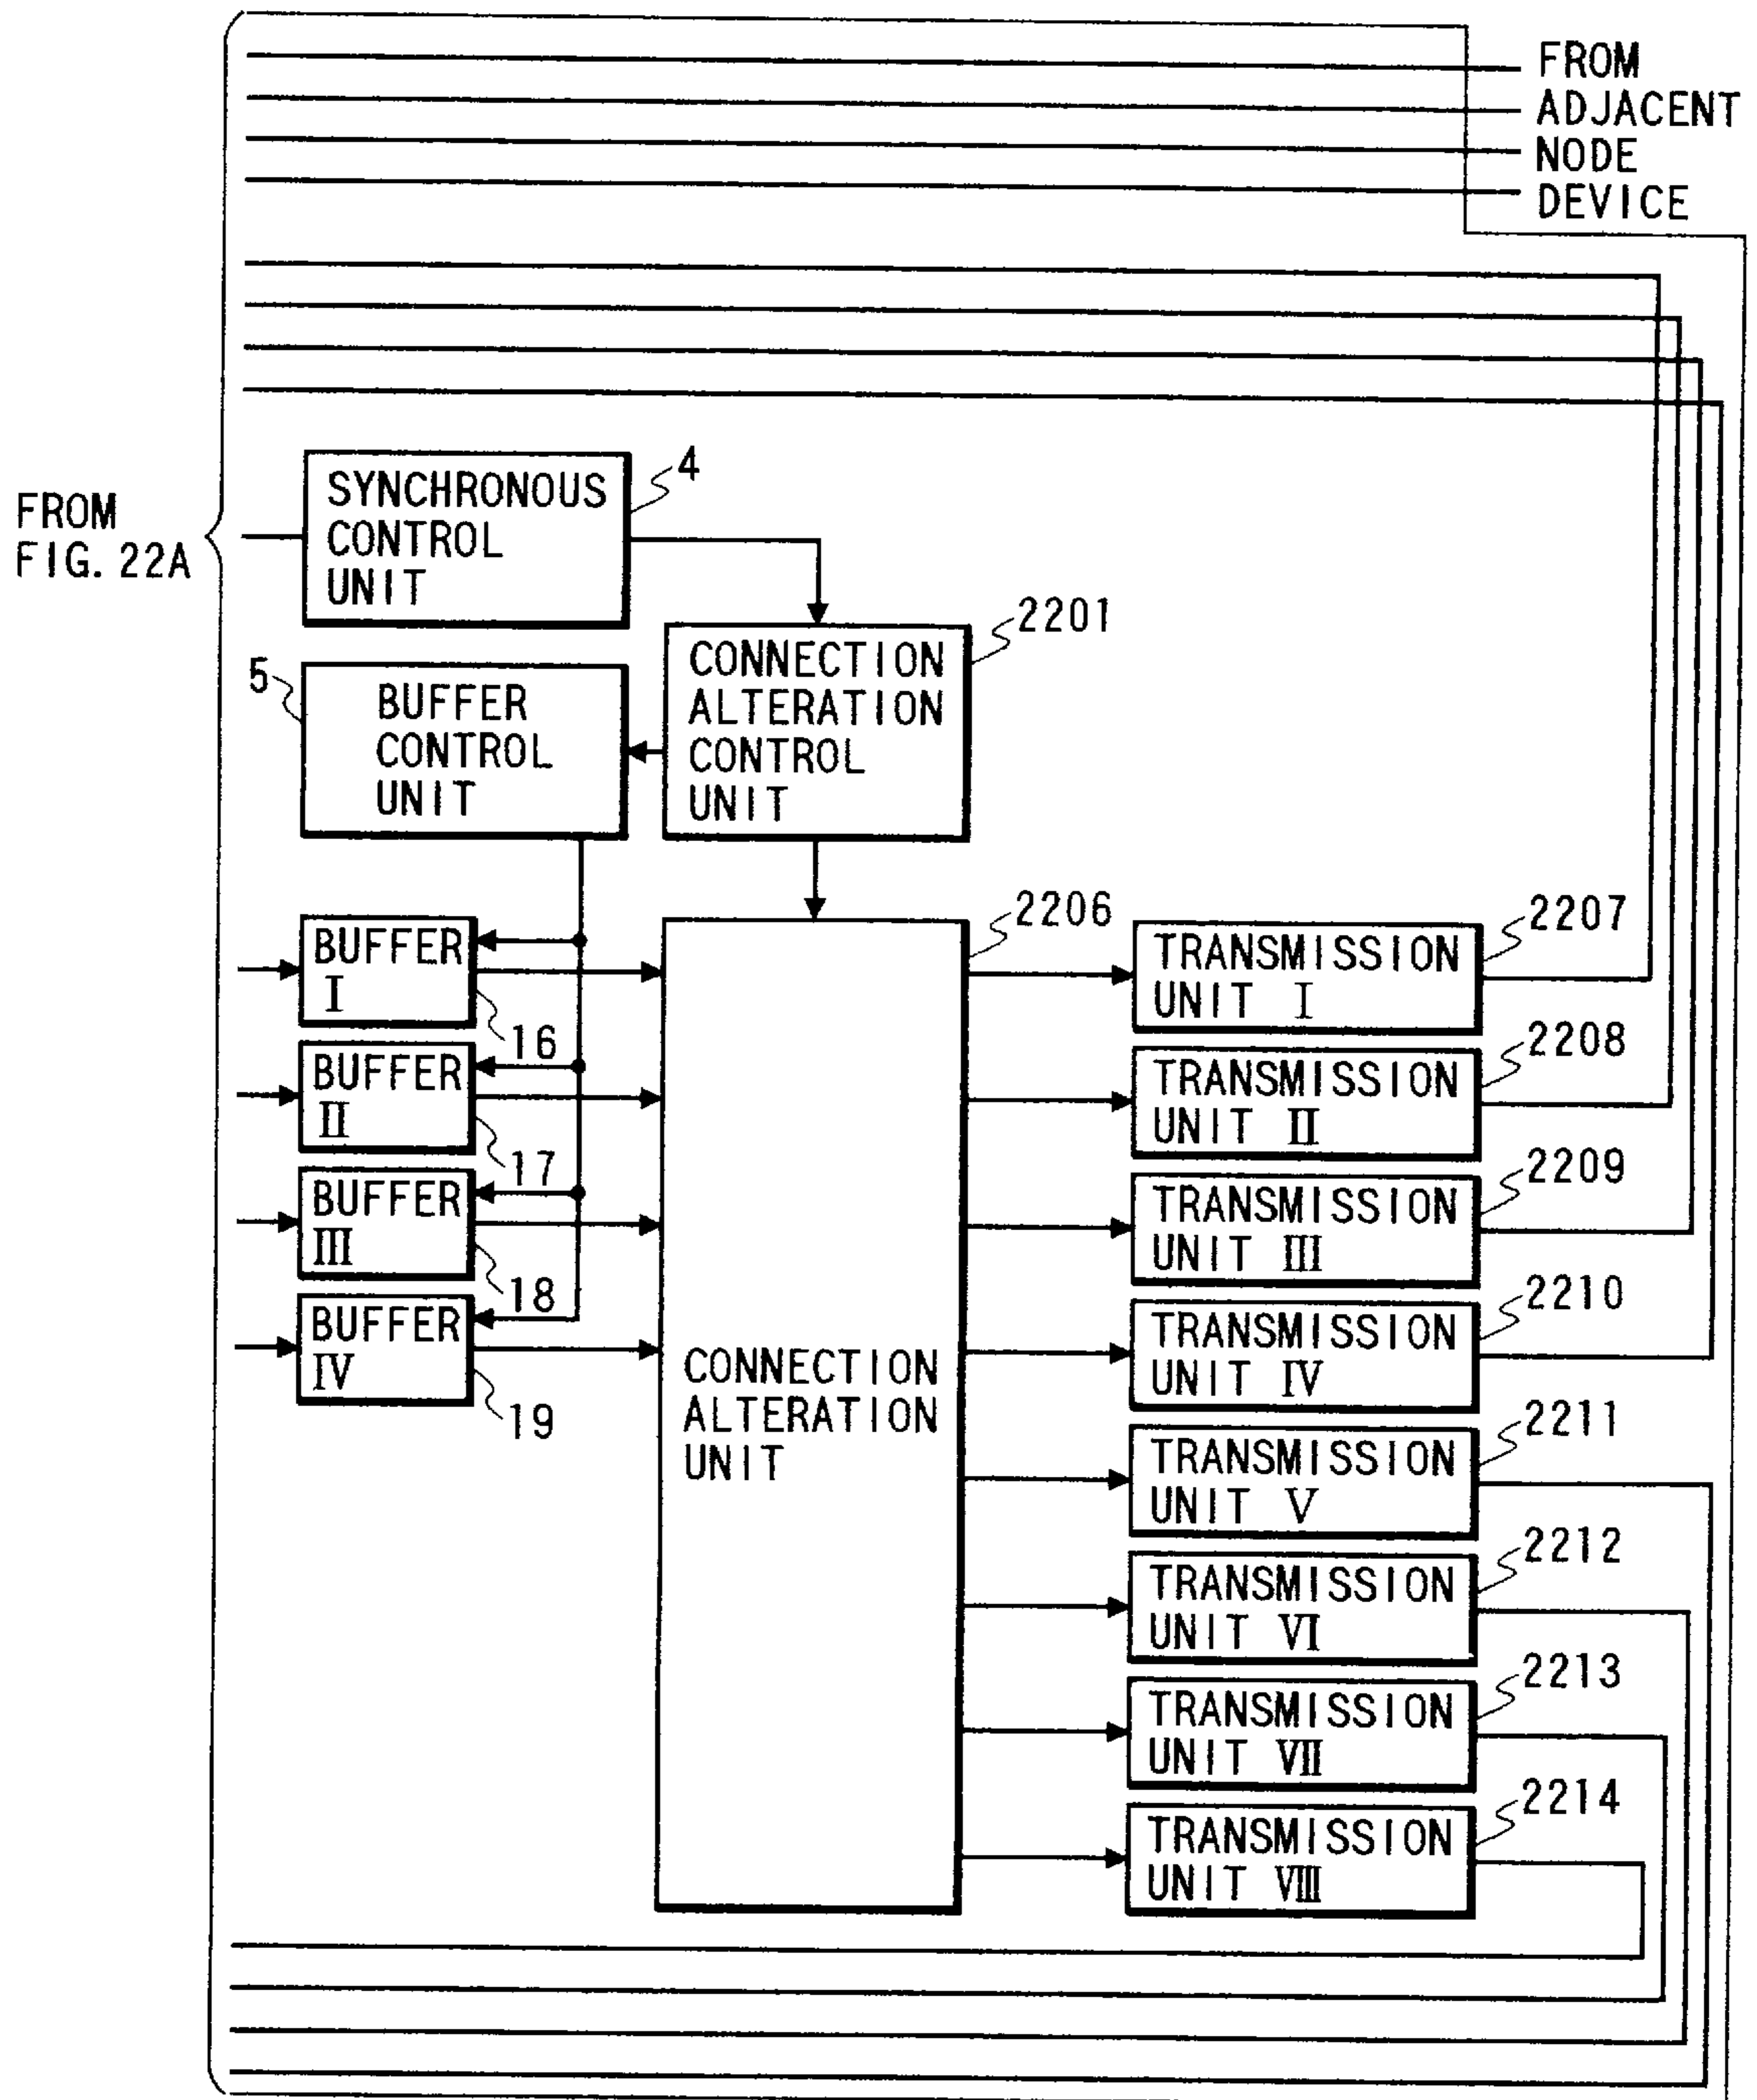 FROM
ADJACENT
NODE
DEVICE
FROM
FIG. 22A
SYNCHRONOUS
CONTROL
UNIT
4
2201
CONNECTION
ALTERATION
CONTROL
UNIT
5
BUFFER
CONTROL
UNIT
2206
BUFFER
I
16
BUFFER
II
17
BUFFER
III
18
BUFFER
IV
19
CONNECTION
ALTERATION
UNIT
2207
TRANSMISSION
UNIT I
2208
TRANSMISSION
UNIT II
2209
TRANSMISSION
UNIT III
2210
TRANSMISSION
UNIT IV
2211
TRANSMISSION
UNIT V
2212
TRANSMISSION
UNIT VI
2213
TRANSMISSION
UNIT VII
2214
TRANSMISSION
UNIT VIII